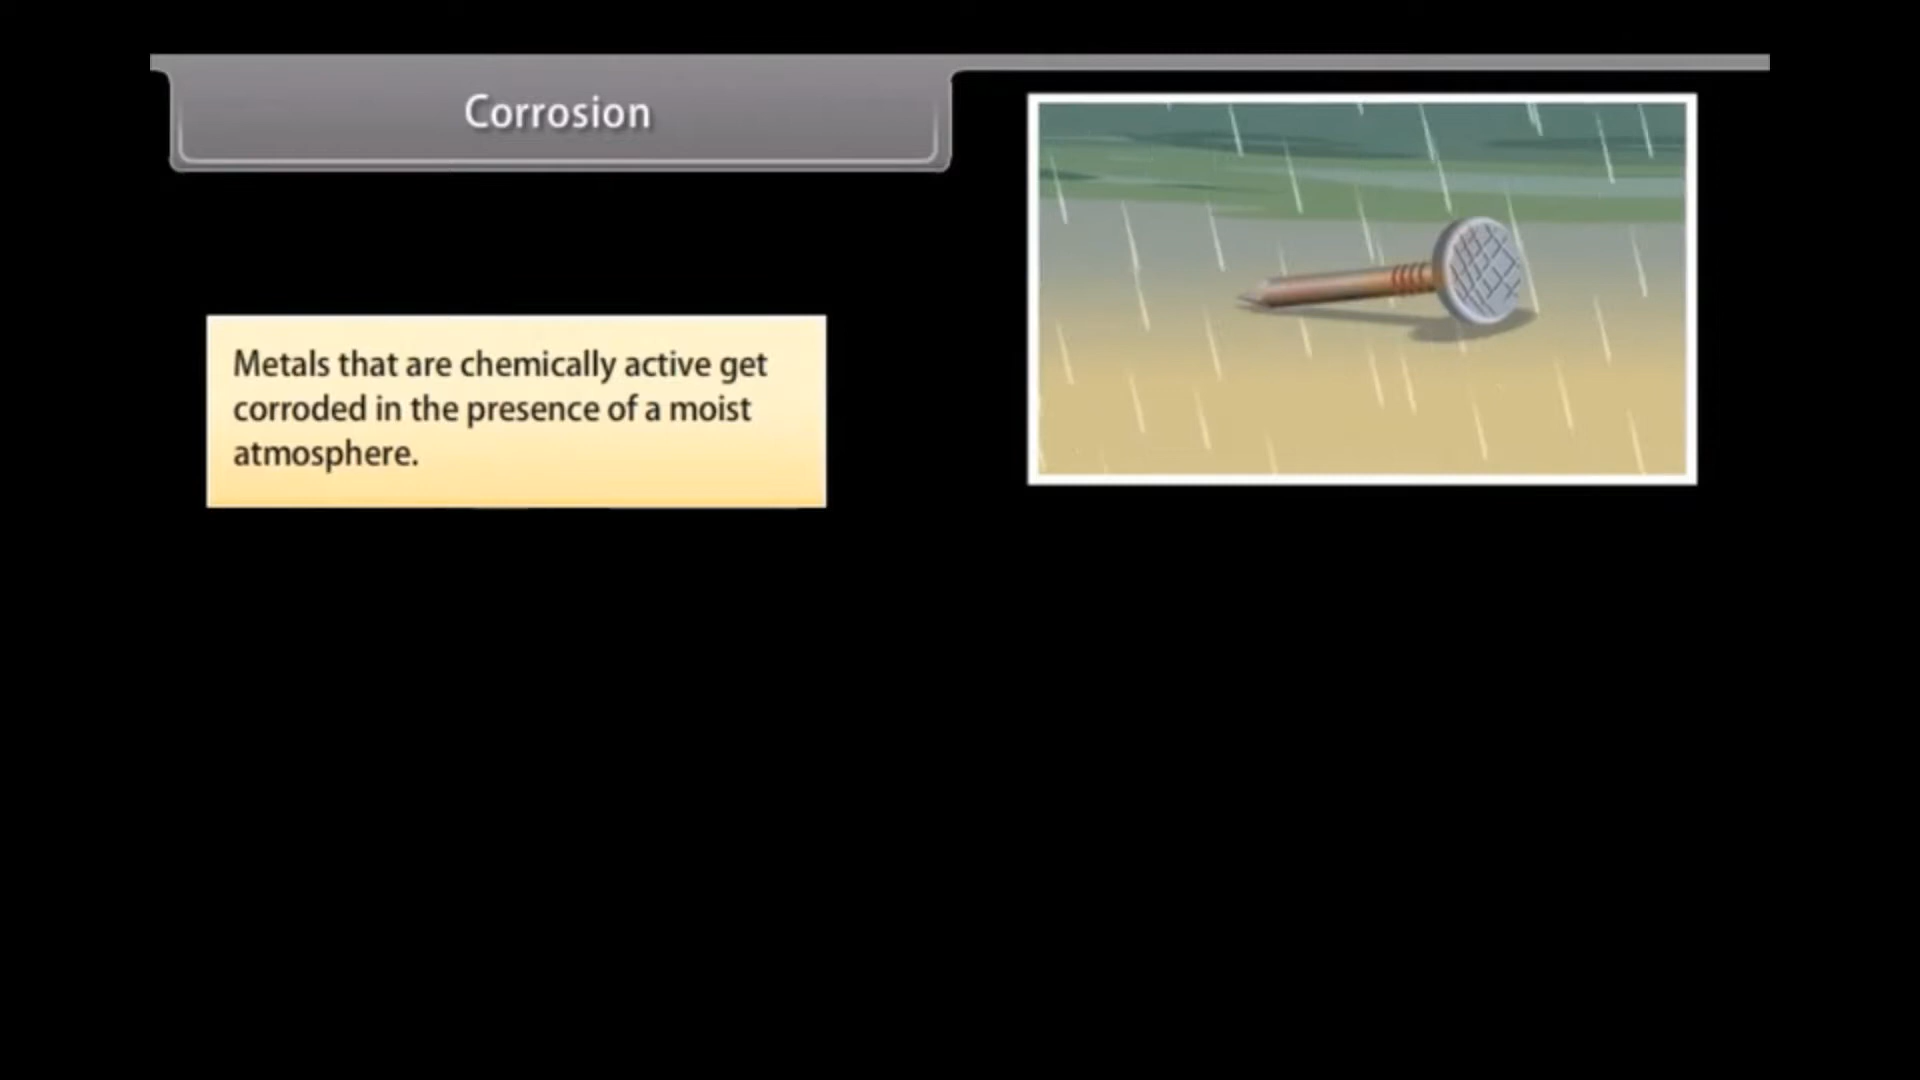 Corrosion
Metals that are chemically active get
corroded in the presence of a moist
atmosphere.